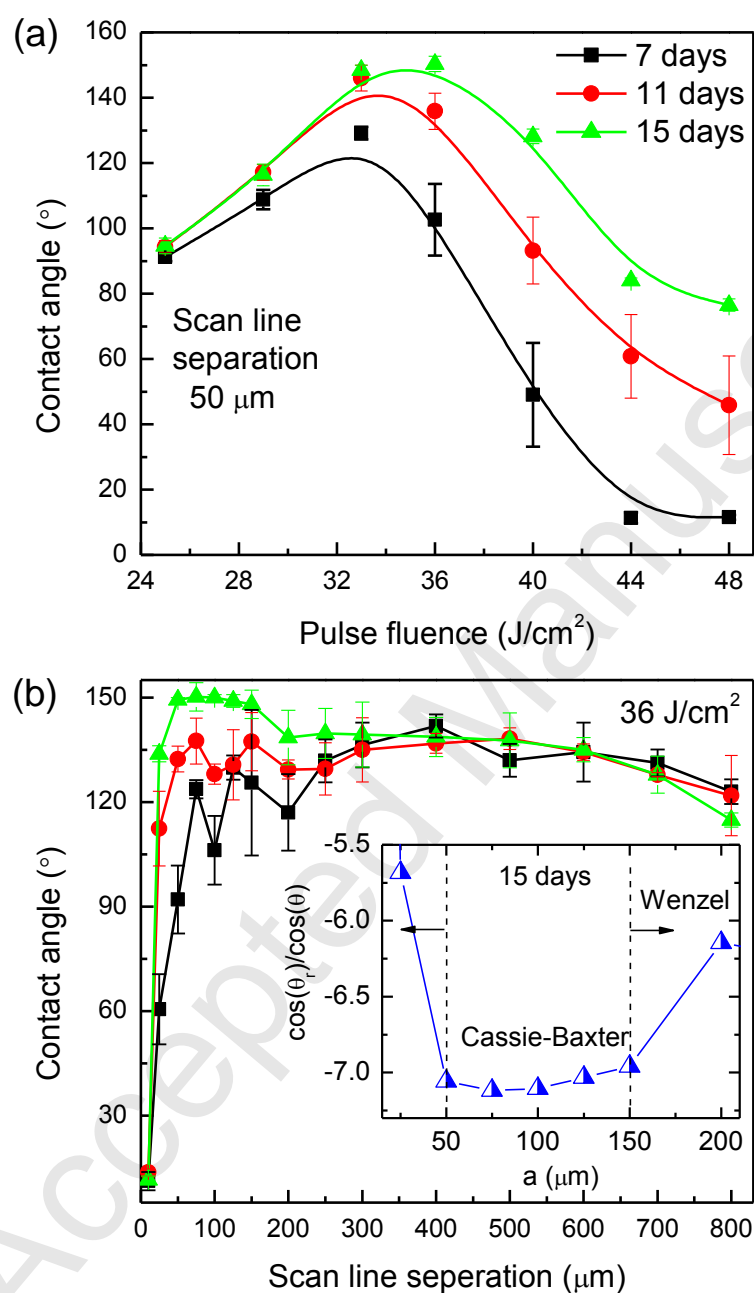 (a)
160
140
120
100
80
60
40
20
0
Contact angle (°)
7 days
11 days
15 days
Scan line
separation
50 μm
24 28 32 36 40 44 48
Pulse fluence (J/cm²)
(b)
150
120
90
60
30
Contact angle (°)
36 J/cm²
-5.5
-6.0
-6.5
-7.0
cos(θr)/cos(θ)
15 days
Wenzel
Cassie-Baxter
50 100 150 200
a (μm)
0 100 200 300 400 500 600 700 800
Scan line seperation (μm)
Accepted Manus